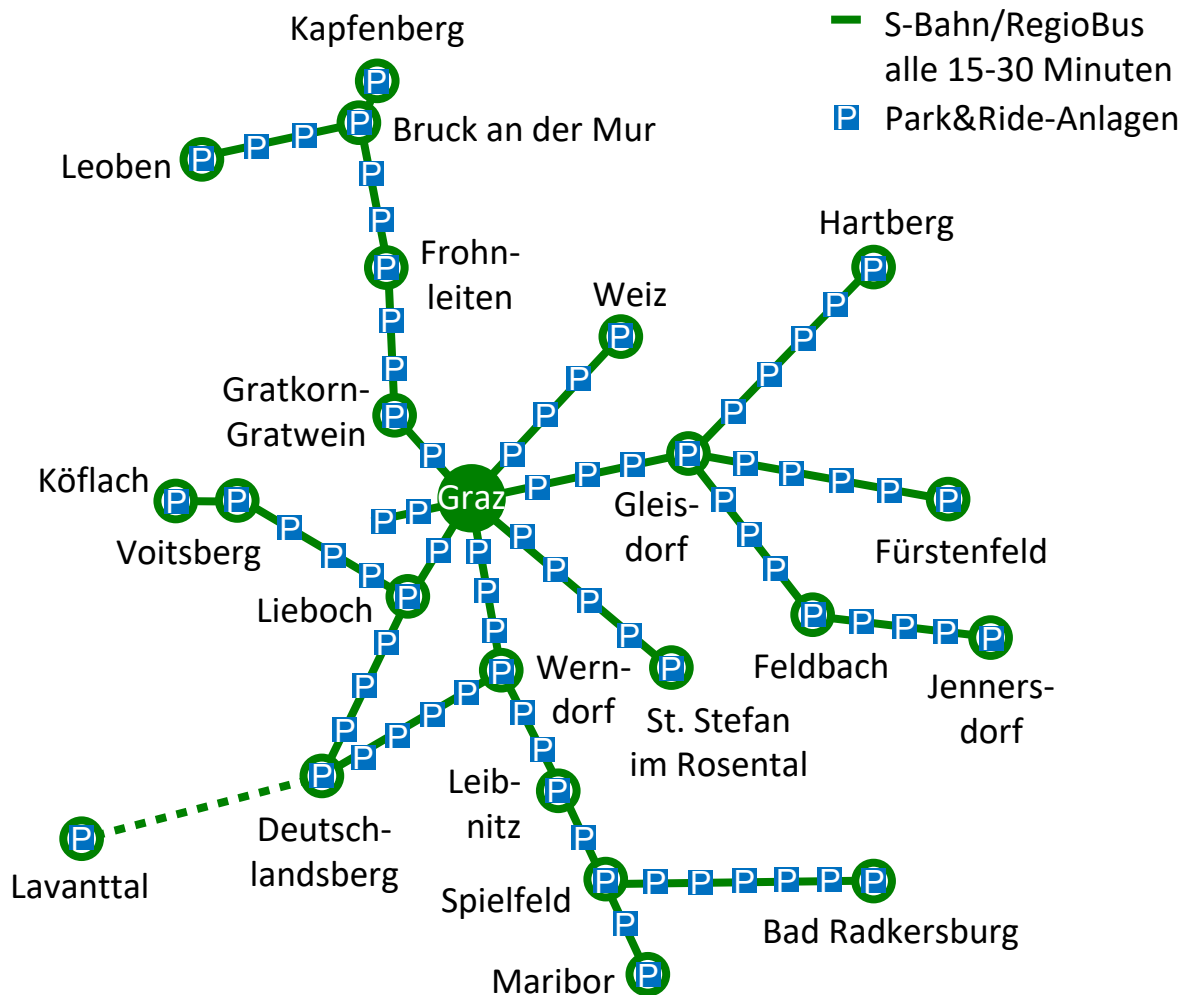 Kapfenberg
S-Bahn/RegioBus
alle 15-30 Minuten
P Park&Ride-Anlagen
Bruck an der Mur
Leoben
Hartberg
Frohn-
leiten
Weiz
Gratkorn-
Gratwein
Köflach
Graz
Gleis-
dorf
Voitsberg
Fürstenfeld
Lieboch
Wern-
dorf
Feldbach
Jenners-
dorf
St. Stefan
im Rosental
Leib-
nitz
Deutsch-
landsberg
Lavanttal
Spielfeld
Bad Radkersburg
Maribor